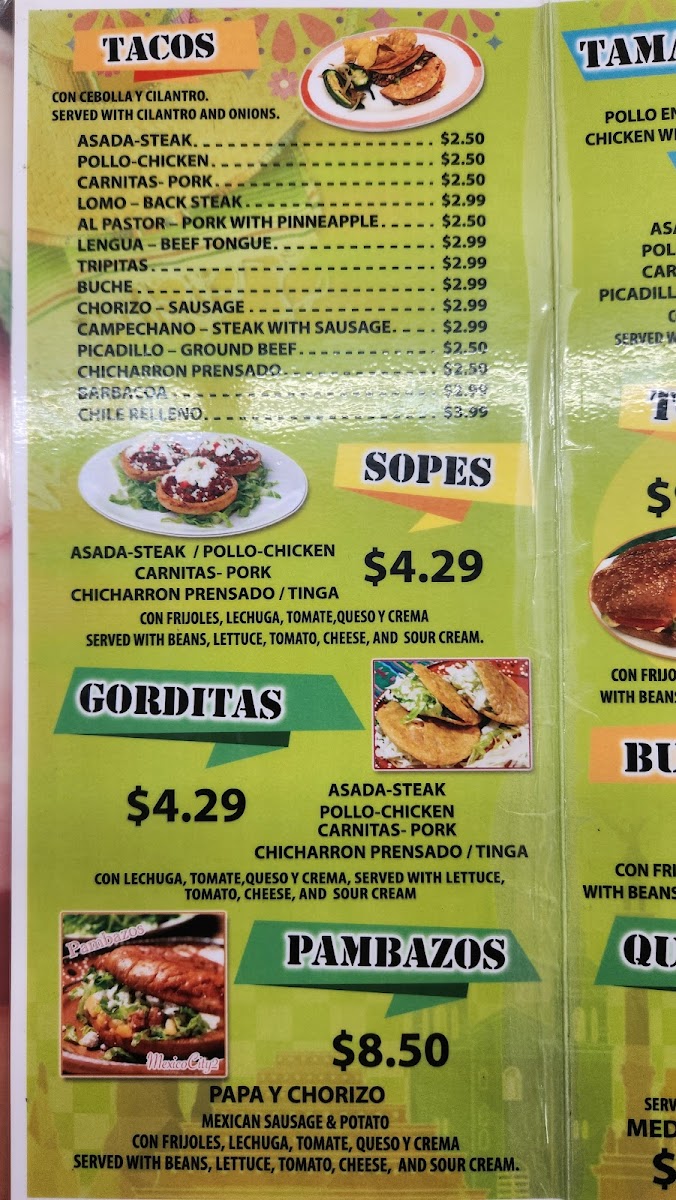 TACOS
CON CEBOLLA Y CILANTRO.
SERVED WITH CILANTRO AND ONIONS.
ASADA-STEAK $2.50
POLLO-CHICKEN $2.50
CARNITAS- PORK $2.50
LOMO – BACK STEAK $2.99
AL PASTOR – PORK WITH PINNEAPPLE $2.50
LENGUA – BEEF TONGUE $2.99
TRIPITAS $2.99
BUCHE $2.99
CHORIZO – SAUSAGE $2.99
CAMPECHANO – STEAK WITH SAUSAGE $2.99
PICADILLO – GROUND BEEF $2.50
CHICHARRON PRENSADO $2.50
BARBACOA $2.99
CHILE RELLENO $3.99
SOPES
ASADA-STEAK / POLLO-CHICKEN
CARNITAS- PORK
CHICHARRON PRENSADO / TINGA
$4.29
CON FRIJOLES, LECHUGA, TOMATE,QUESO Y CREMA
SERVED WITH BEANS, LETTUCE, TOMATO, CHEESE, AND SOUR CREAM.
GORDITAS
$4.29
ASADA-STEAK
POLLO-CHICKEN
CARNITAS- PORK
CHICHARRON PRENSADO / TINGA
CON LECHUGA, TOMATE,QUESO Y CREMA, SERVED WITH LETTUCE,
TOMATO, CHEESE, AND SOUR CREAM
Pambazos
MexicoCity2
PAMBAZOS
$8.50
PAPA Y CHORIZO
MEXICAN SAUSAGE & POTATO
CON FRIJOLES, LECHUGA, TOMATE, QUESO Y CREMA
SERVED WITH BEANS, LETTUCE, TOMATO, CHEESE, AND SOUR CREAM.
TAMA
POLLO EN
CHICKEN WI
ASA
POL
CAR
PICADILL
SERVED W
$
CON FRIJO
WITH BEANS
BU
CON FRI
WITH BEANS
QU
SERV
MED
$